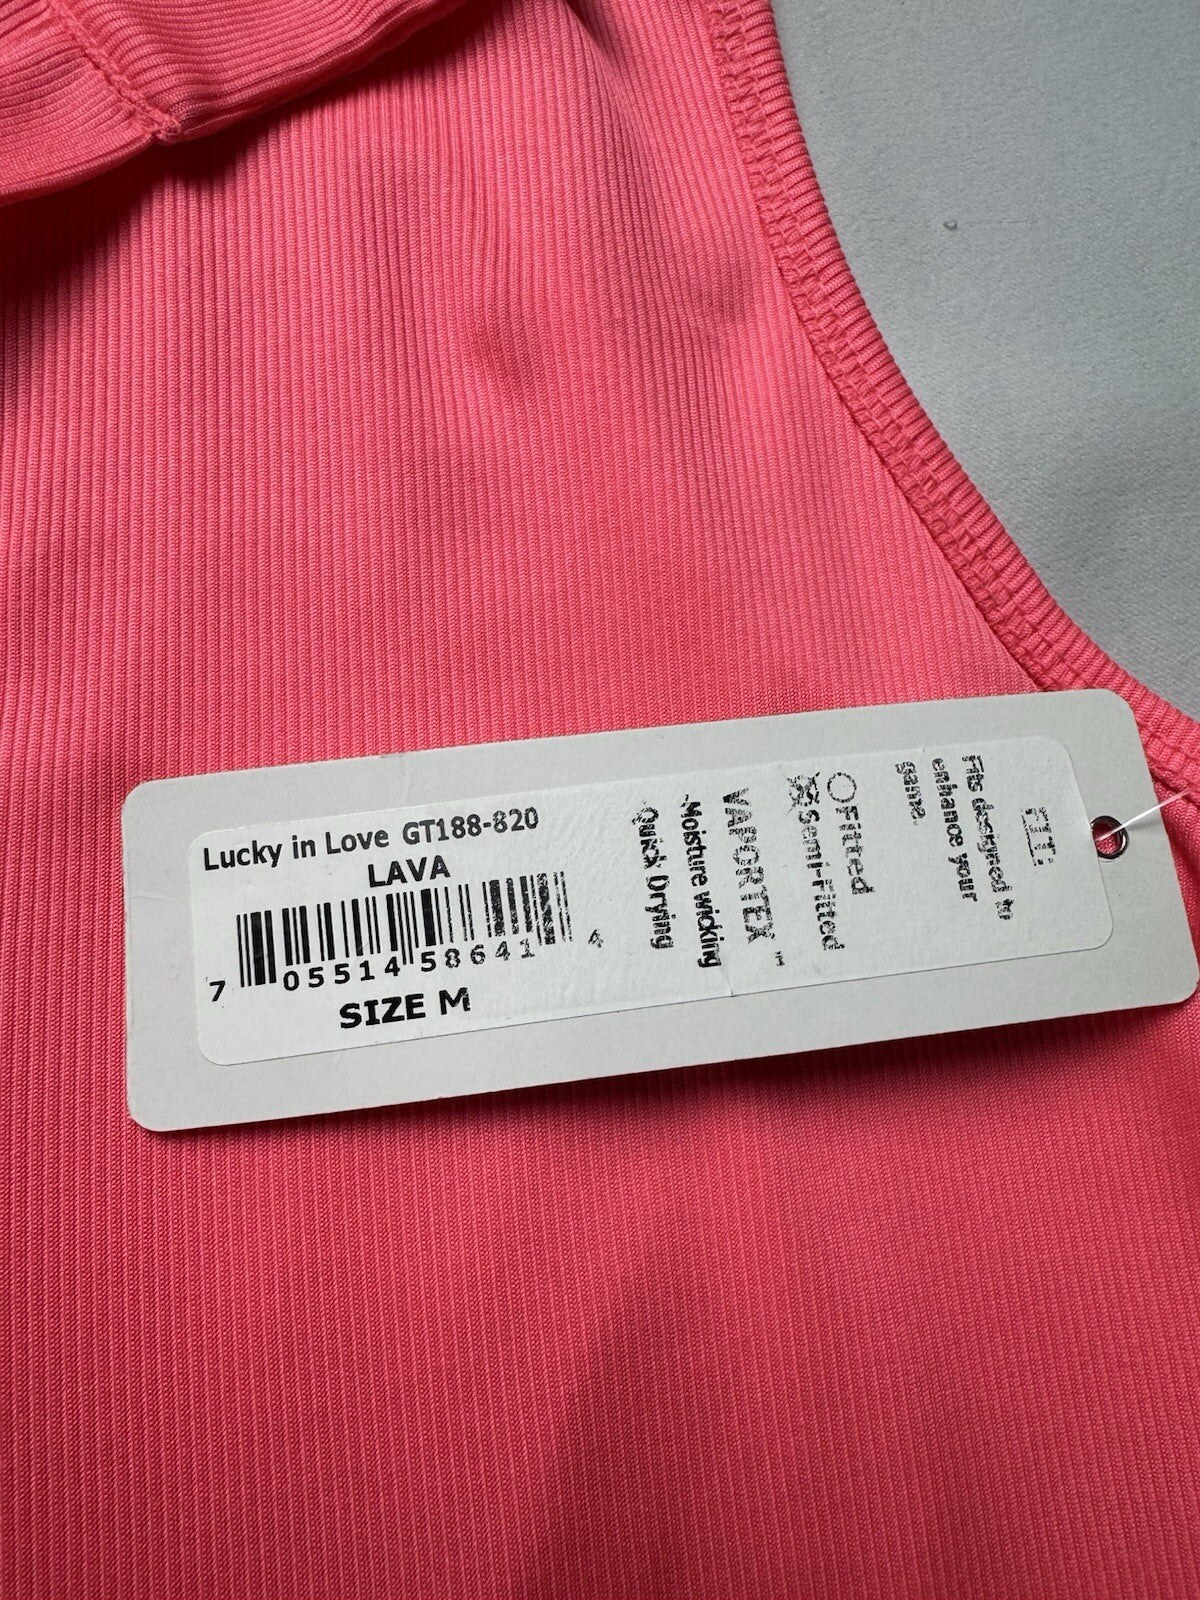 Lucky in Love GT188-820
LAVA
7 05514 58641 4
SIZE M
FIT:
Fits designed to
enhance your
game.
Fitted
Semi-Fitted
VAPORTEX ™
-Moisture wicking
Quick Drying